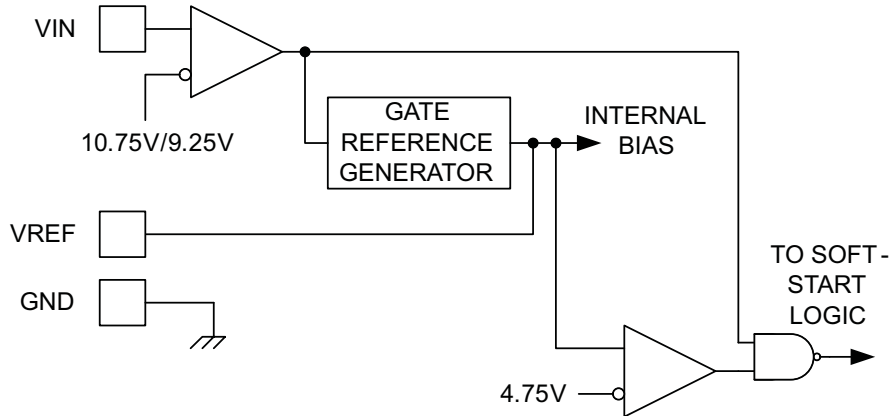 VIN
10.75V/9.25V
GATE
REFERENCE
GENERATOR
INTERNAL
BIAS
VREF
GND
TO SOFT-
START
LOGIC
4.75V